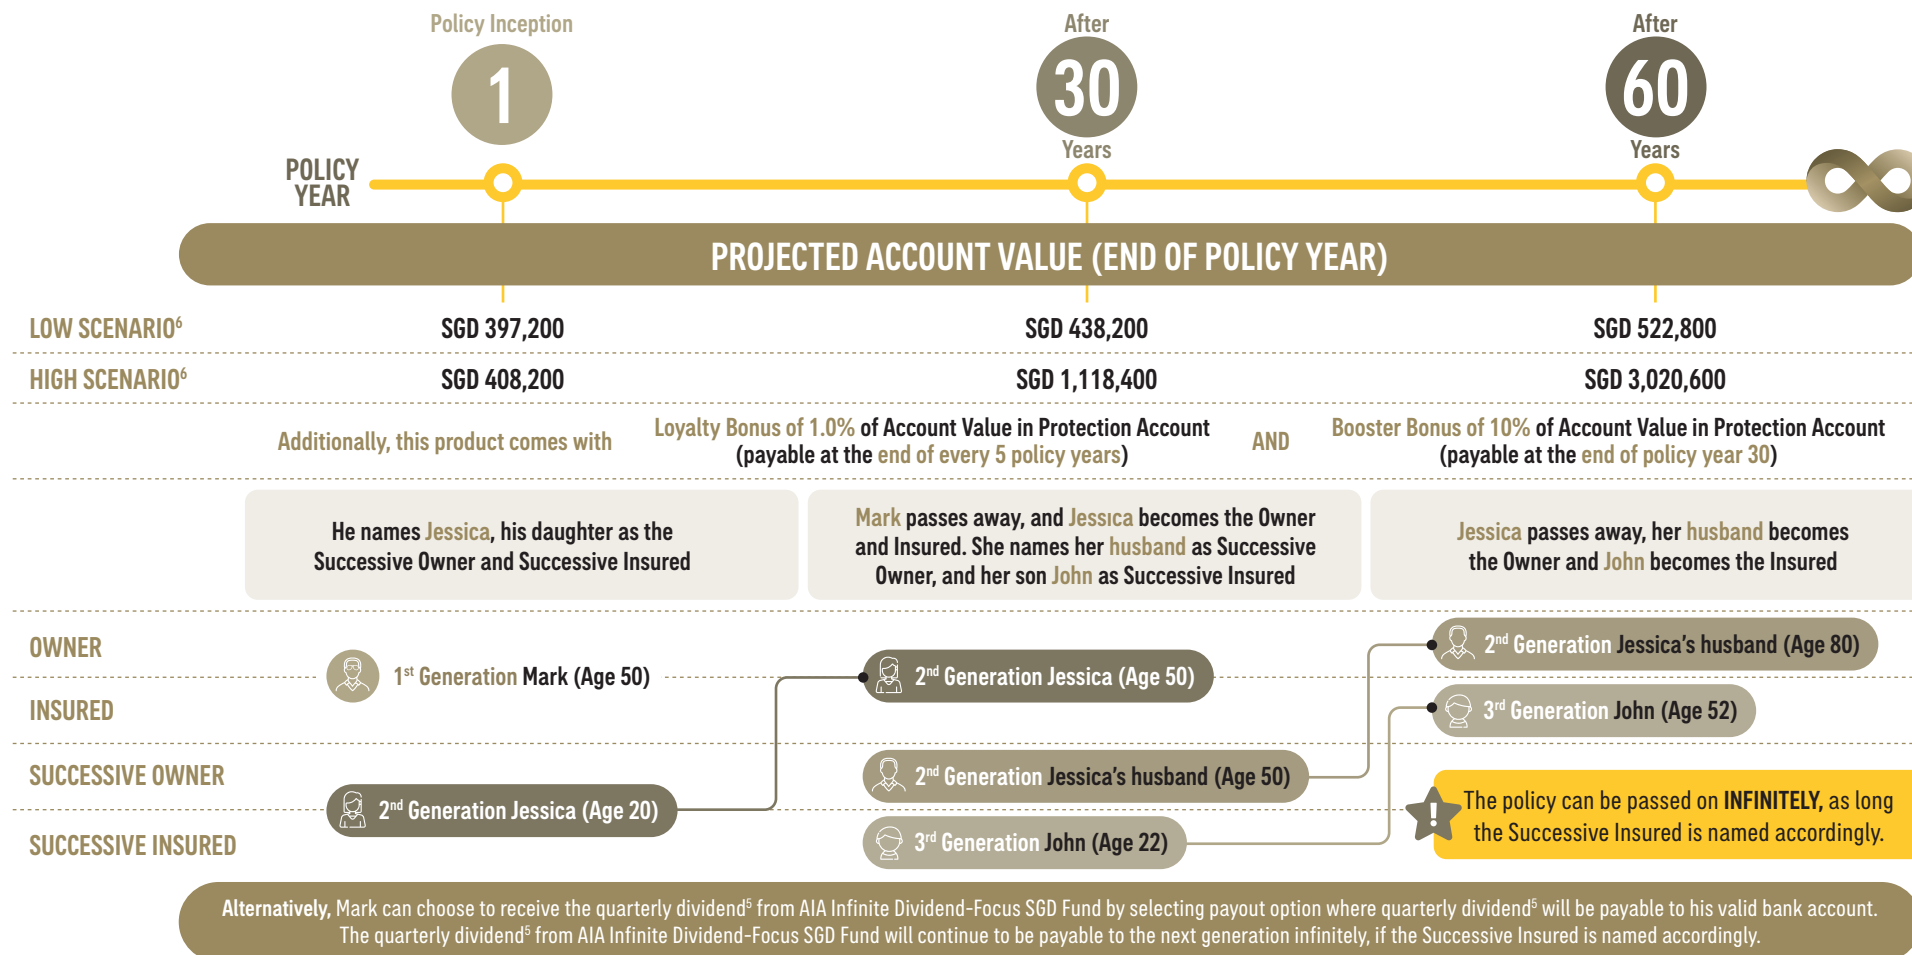 Policy Inception
After
After
1
30
60
Years
Years
POLICY
YEAR
PROJECTED ACCOUNT VALUE (END OF POLICY YEAR)
LOW SCENARIO6
SGD 397,200
SGD 438,200
SGD 522,800
HIGH SCENARIO6
SGD 408,200
SGD 1,118,400
SGD 3,020,600
Additionally, this product comes with
Loyalty Bonus of 1.0% of Account Value in Protection Account
(payable at the end of every 5 policy years)
AND
Booster Bonus of 10% of Account Value in Protection Account
(payable at the end of policy year 30)
He names Jessica, his daughter as the
Successive Owner and Successive Insured
Mark passes away, and Jessica becomes the Owner
and Insured. She names her husband as Successive
Owner, and her son John as Successive Insured
Jessica passes away, her husband becomes
the Owner and John becomes the Insured
OWNER
INSURED
1st Generation Mark (Age 50)
2nd Generation Jessica (Age 50)
2nd Generation Jessica's husband (Age 80)
3rd Generation John (Age 52)
SUCCESSIVE OWNER
SUCCESSIVE INSURED
2nd Generation Jessica (Age 20)
2nd Generation Jessica's husband (Age 50)
3rd Generation John (Age 22)
!
The policy can be passed on INFINITELY, as long
the Successive Insured is named accordingly.
Alternatively, Mark can choose to receive the quarterly dividend5 from AIA Infinite Dividend-Focus SGD Fund by selecting payout option where quarterly dividend5 will be payable to his valid bank account.
The quarterly dividend5 from AIA Infinite Dividend-Focus SGD Fund will continue to be payable to the next generation infinitely, if the Successive Insured is named accordingly.